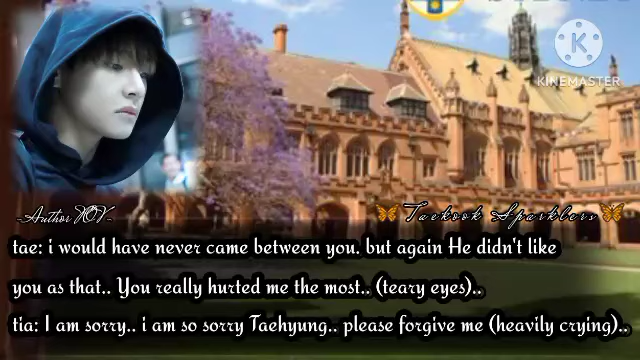 KINEMASTER
-Author POV-
🦋Taekook Sparklers🦋
tae: i would have never came between you. but again He didn't like
you as that.. You really hurted me the most.. (teary eyes)..
tia: I am sorry.. i am so sorry Taehyung.. please forgive me (heavily crying)..